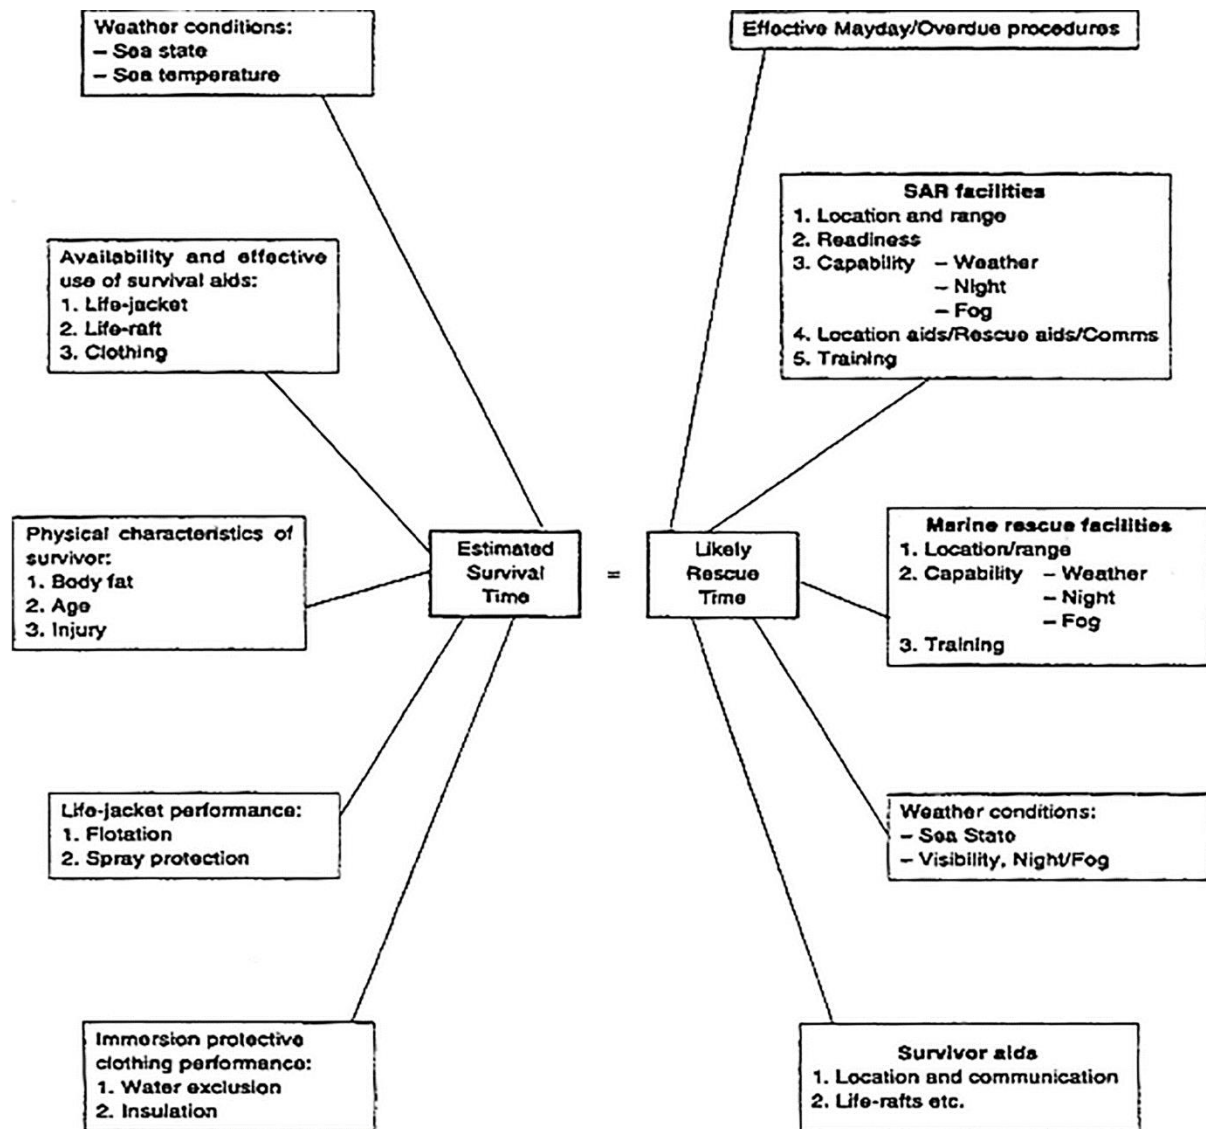 Weather conditions:
– Sea state
– Sea temperature
Effective Mayday/Overdue procedures
SAR facilities
1. Location and range
2. Readiness
3. Capability – Weather
– Night
– Fog
4. Location aids/Rescue aids/Comms
5. Training
Availability and effective
use of survival aids:
1. Life-jacket
2. Life-raft
3. Clothing
Physical characteristics of
survivor:
1. Body fat
2. Age
3. Injury
Estimated
Survival
Time
=
Likely
Rescue
Time
Marine rescue facilities
1. Location/range
2. Capability – Weather
– Night
– Fog
3. Training
Life-jacket performance:
1. Flotation
2. Spray protection
Weather conditions:
– Sea State
– Visibility, Night/Fog
Immersion protective
clothing performance:
1. Water exclusion
2. Insulation
Survivor aids
1. Location and communication
2. Life-rafts etc.